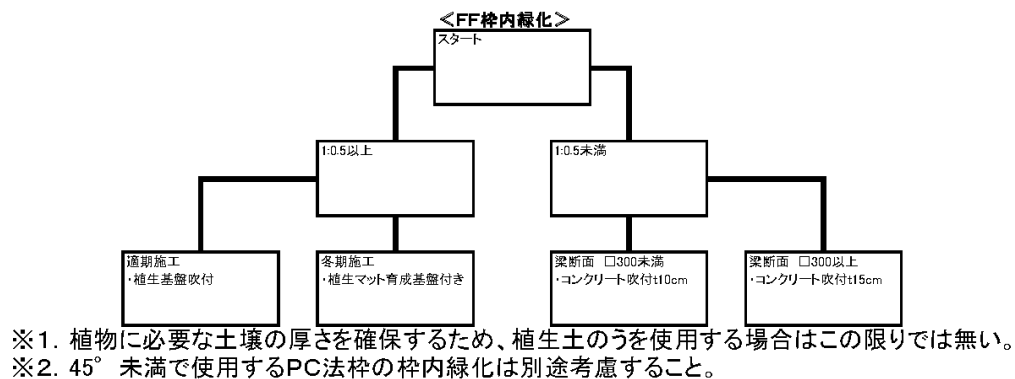 ＜ＦＦ枠内緑化＞
スタート
1:0.5以上
1:0.5未満
適期施工
・植生基盤吹付
冬期施工
・植生マット育成基盤付き
梁断面　□300未満
・コンクリート吹付t10cm
梁断面　□300以上
・コンクリート吹付t15cm
※１．植物に必要な土壌の厚さを確保するため、植生土のうを使用する場合はこの限りでは無い。
※２．45°未満で使用するＰＣ法枠の枠内緑化は別途考慮すること。